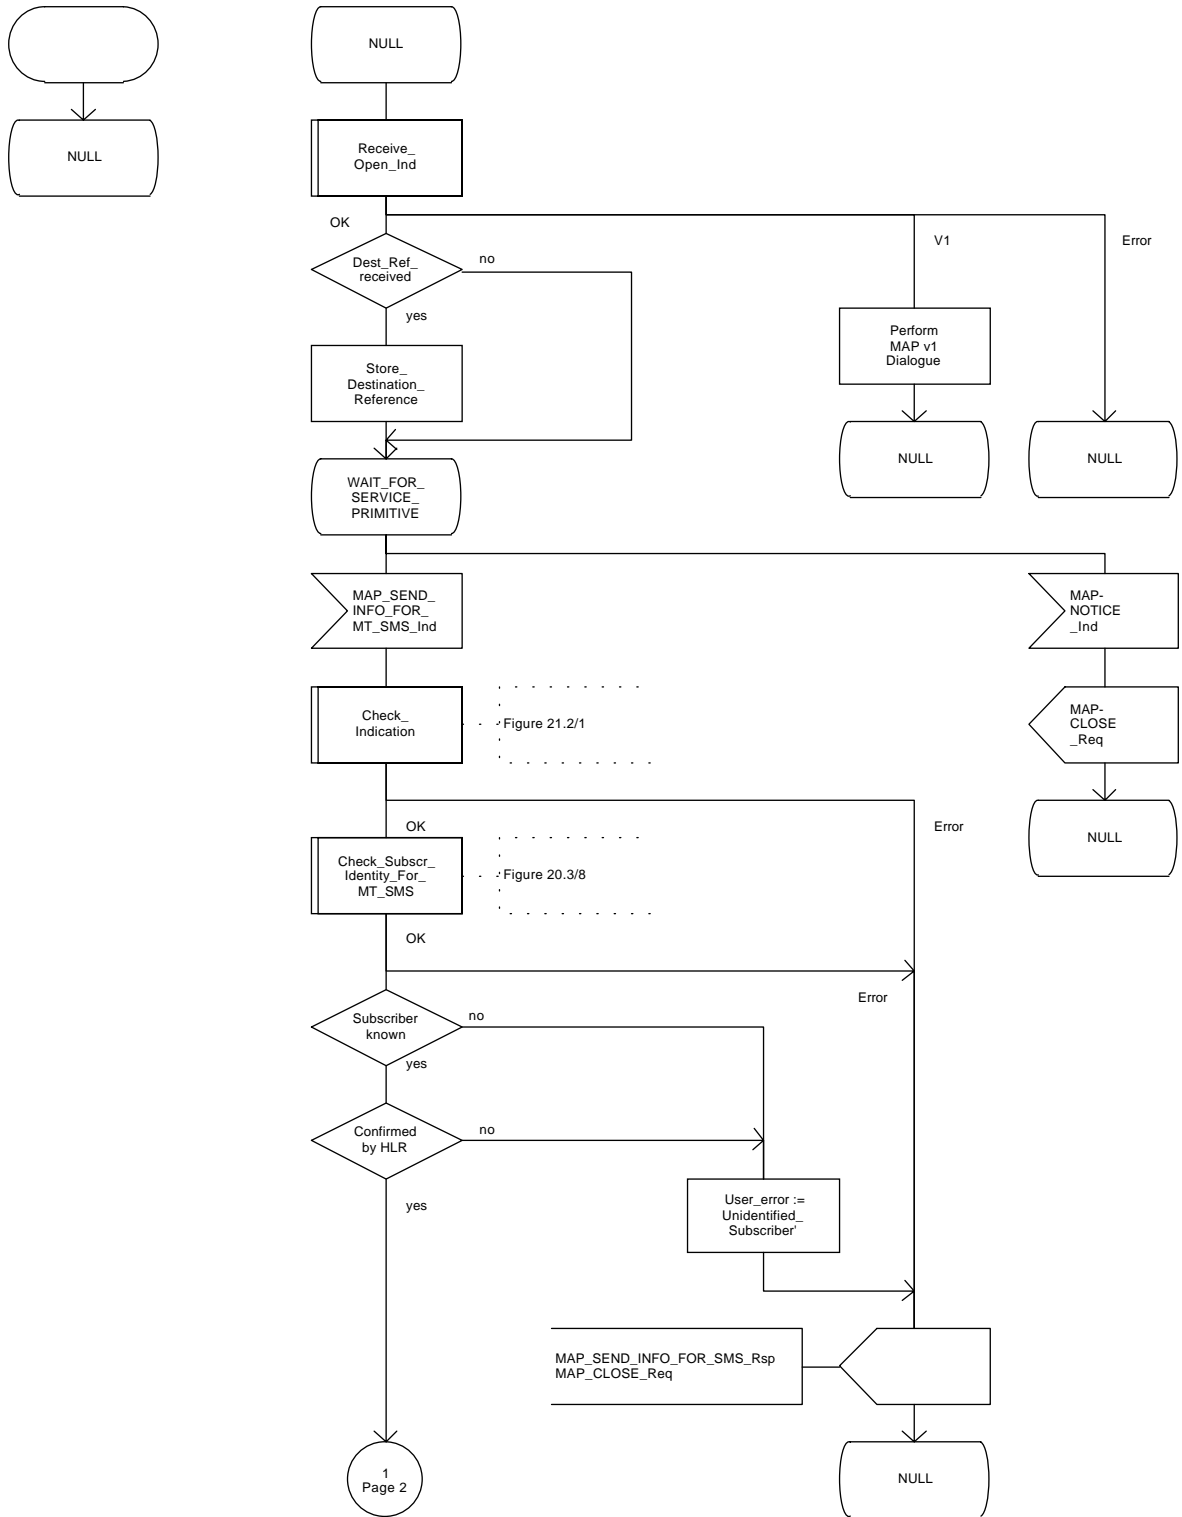 NULL
NULL
Receive_
Open_Ind
OK
V1
Error
Dest_Ref_
received
no
yes
Perform
MAP v1
Dialogue
Store_
Destination_
Reference
NULL
NULL
WAIT_FOR_
SERVICE_
PRIMITIVE
MAP_SEND_
INFO_FOR_
MT_SMS_Ind
MAP-
NOTICE
_Ind
Check_
Indication
Figure 21.2/1
MAP-
CLOSE
_Req
OK
Error
NULL
Check_Subscr_
Identity_For_
MT_SMS
Figure 20.3/8
OK
Error
Subscriber
known
no
yes
Confirmed
by HLR
no
yes
User_error :=
Unidentified_
Subscriber'
MAP_SEND_INFO_FOR_SMS_Rsp
MAP_CLOSE_Req
1
Page 2
NULL